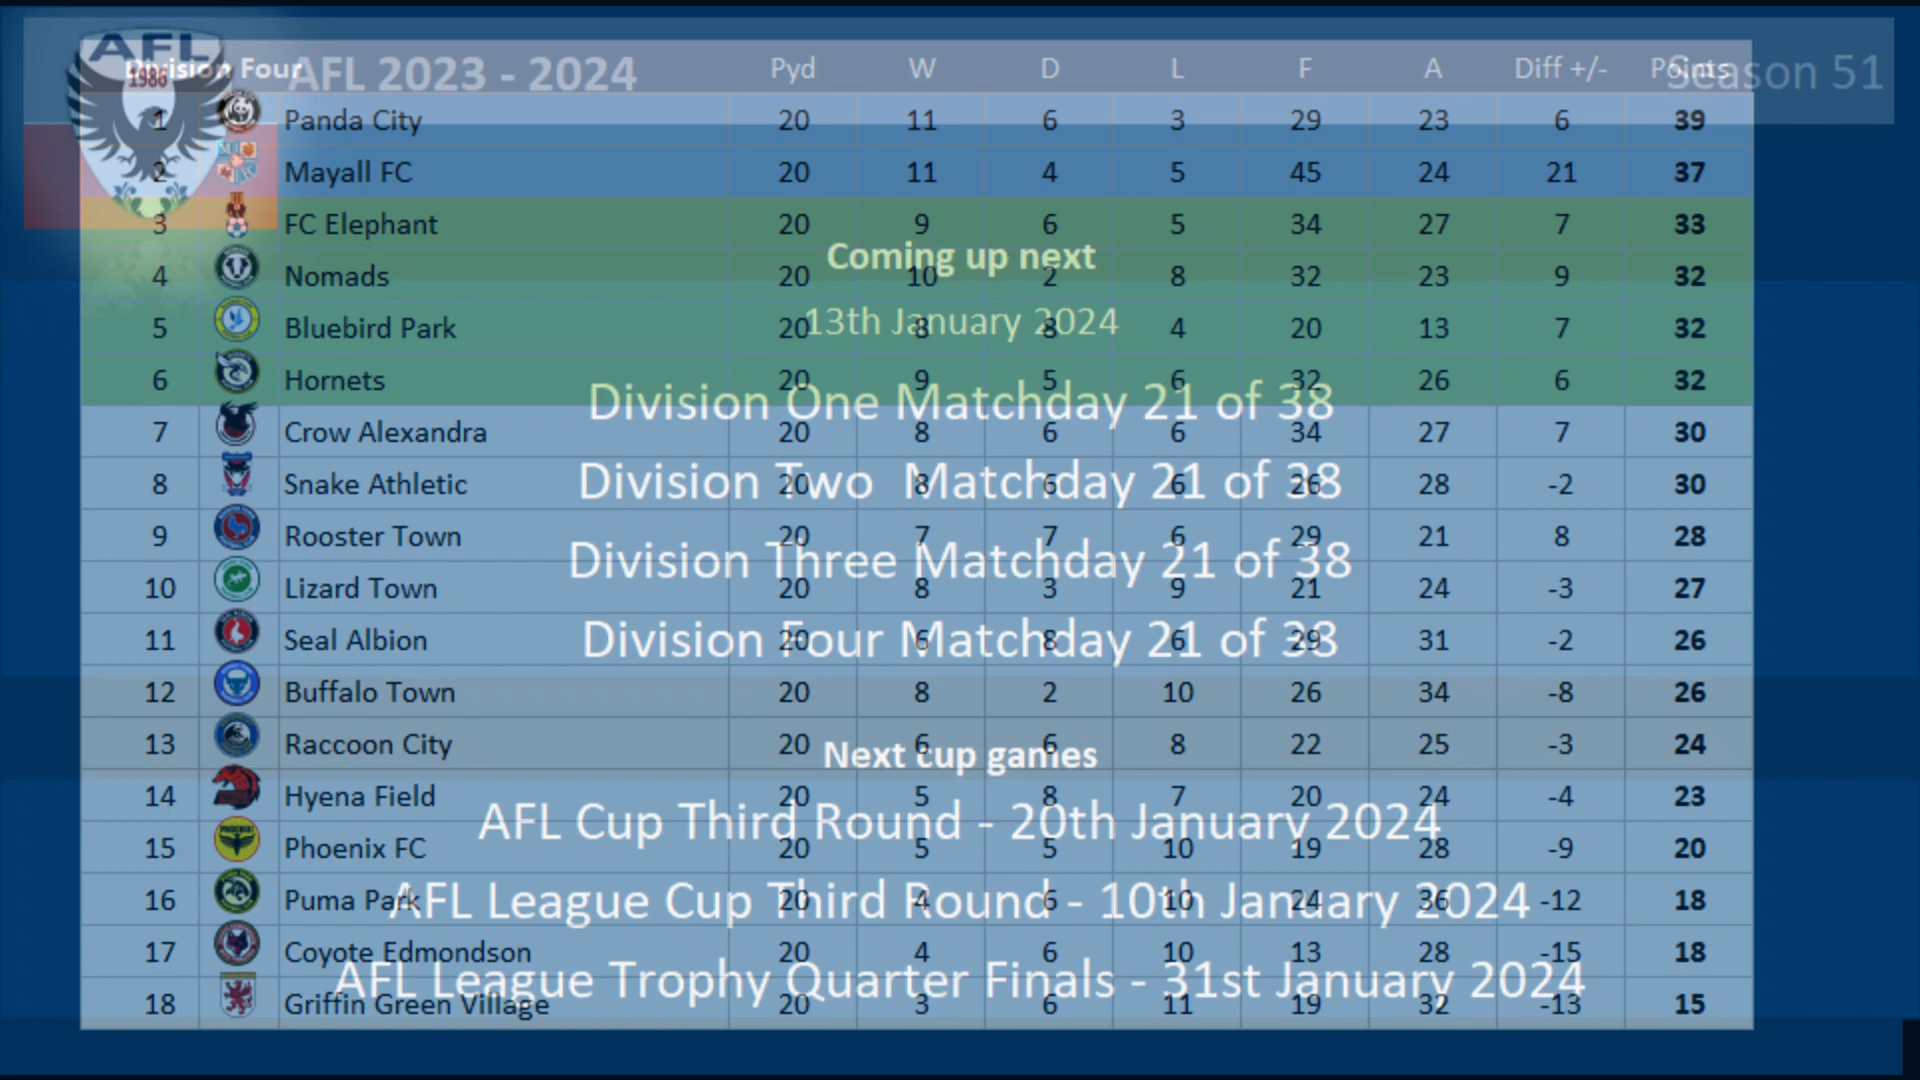 AFL
1986
AFL 2023 - 2024
Season 51
Division Four Pyd W D L F A Diff +/- Points
1 Panda City 20 11 6 3 29 23 6 39
2 Mayall FC 20 11 4 5 45 24 21 37
3 FC Elephant 20 9 6 5 34 27 7 33
Coming up next
4 Nomads 20 10 2 8 32 23 9 32
13th January 2024
5 Bluebird Park 20 8 8 4 20 13 7 32
6 Hornets 20 9 5 6 32 26 6 32
Division One Matchday 21 of 38
7 Crow Alexandra 20 8 6 6 34 27 7 30
Division Two Matchday 21 of 38
8 Snake Athletic 20 8 6 6 26 28 -2 30
9 Rooster Town 20 7 7 6 29 21 8 28
Division Three Matchday 21 of 38
10 Lizard Town 20 8 3 9 21 24 -3 27
Division Four Matchday 21 of 38
11 Seal Albion 20 6 8 6 29 31 -2 26
12 Buffalo Town 20 8 2 10 26 34 -8 26
13 Raccoon City 20 6 6 8 22 25 -3 24
Next cup games
14 Hyena Field 20 5 8 7 20 24 -4 23
AFL Cup Third Round - 20th January 2024
15 Phoenix FC 20 5 5 10 19 28 -9 20
16 Puma Park 20 4 6 10 24 36 -12 18
AFL League Cup Third Round - 10th January 2024
17 Coyote Edmondson 20 4 6 10 13 28 -15 18
AFL League Trophy Quarter Finals - 31st January 2024
18 Griffin Green Village 20 3 6 11 19 32 -13 15